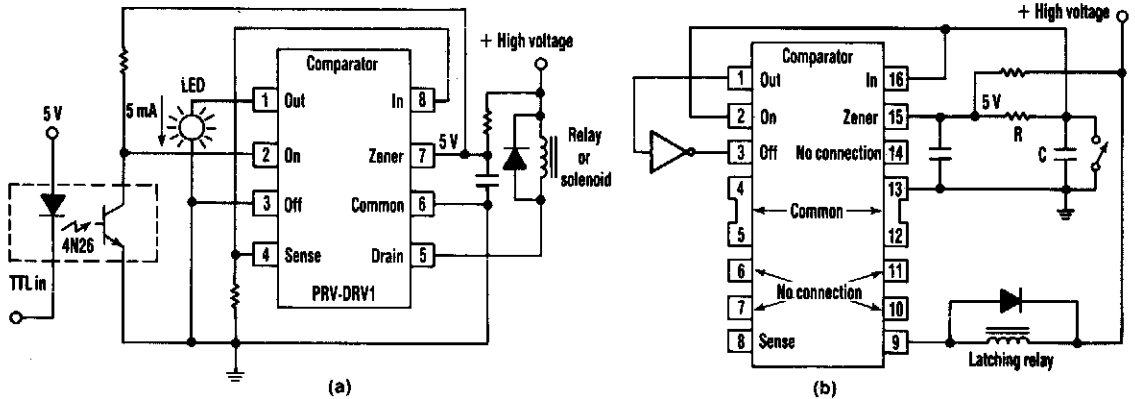 (a)
5 V
5 mA
LED
4N26
TTL in
Comparator
1 Out
In 8
2 On
Zener 7
5 V
3 Off
Common 6
4 Sense
Drain 5
PRV-DRV1
+ High voltage
Relay
or
solenoid
(a)
(b)
+ High voltage
Comparator
1 Out
In 16
2 On
Zener 15
5 V
R
C
3 Off
No connection 14
4
13
Common
5
12
6
11
No connection
7
10
8 Sense
9
Latching relay
(b)